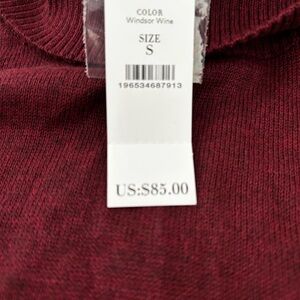 COLOR
Windsor Wine
SIZE
S
196534687913
US:$85.00